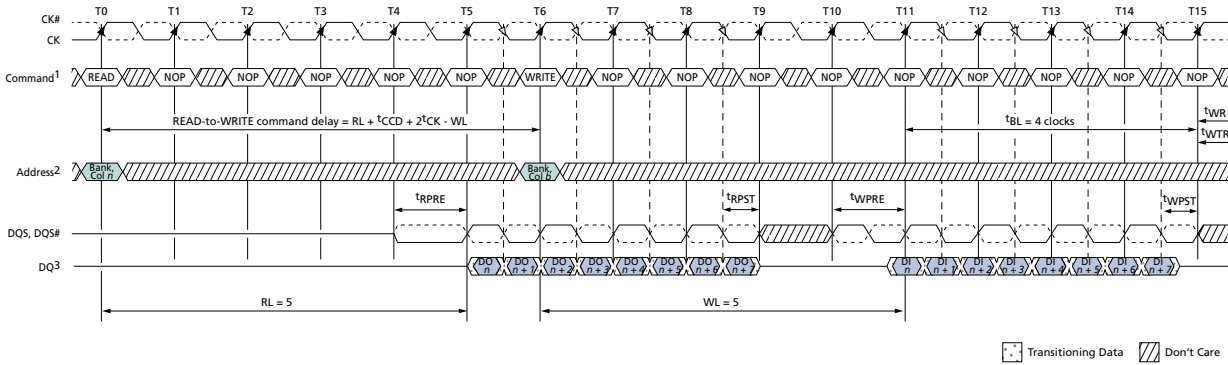 T0 T1 T2 T3 T4 T5 T6 T7 T8 T9 T10 T11 T12 T13 T14 T15
CK#
CK
Command1 READ NOP NOP NOP NOP NOP WRITE NOP NOP NOP NOP NOP NOP NOP NOP NOP
READ-to-WRITE command delay = RL + tCCD + 2tCK - WL
tBL = 4 clocks
tWR
tWTR
Address2 Bank, Col n Bank, Col b
tRPRE tRPST tWPRE tWPST
DQS, DQS#
DQ3 DO n DO n + 1 DO n + 2 DO n + 3 DO n + 4 DO n + 5 DO n + 6 DO n + 7 DI n DI n + 1 DI n + 2 DI n + 3 DI n + 4 DI n + 5 DI n + 6 DI n + 7
RL = 5 WL = 5
Transitioning Data Don't Care